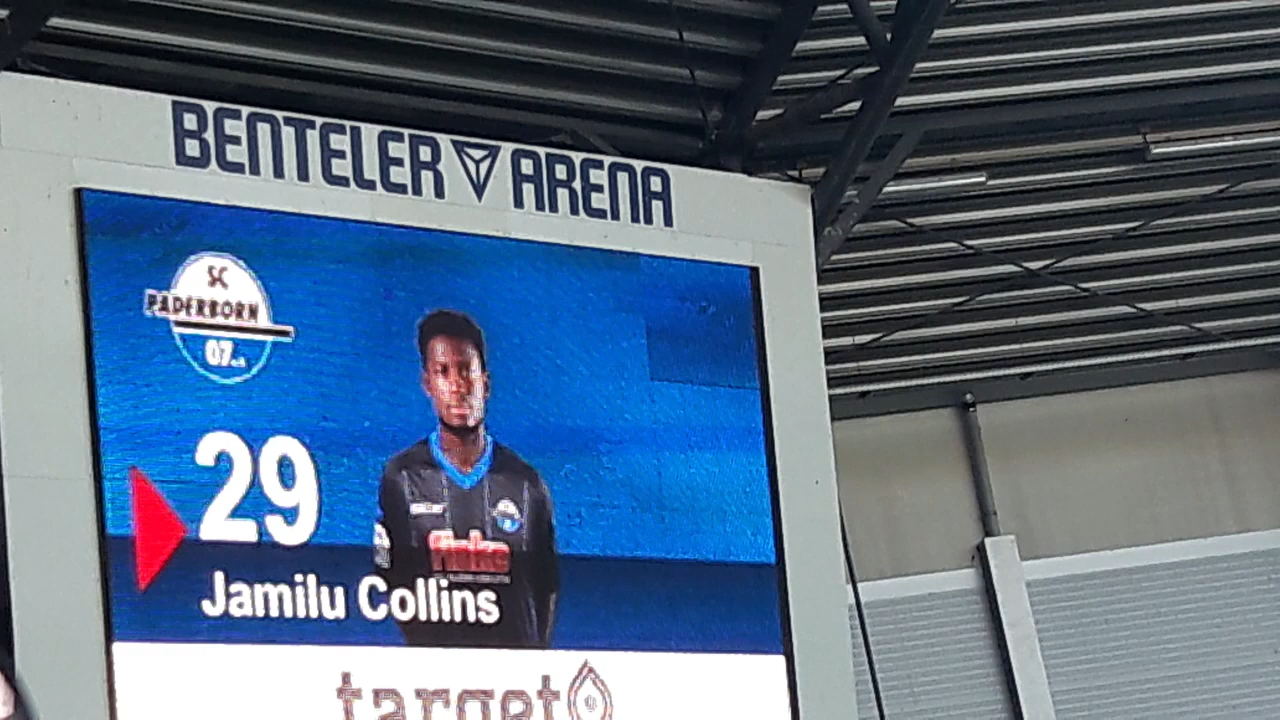 BENTELER ARENA
SC
PADERBORN
07
29
Jamilu Collins
target